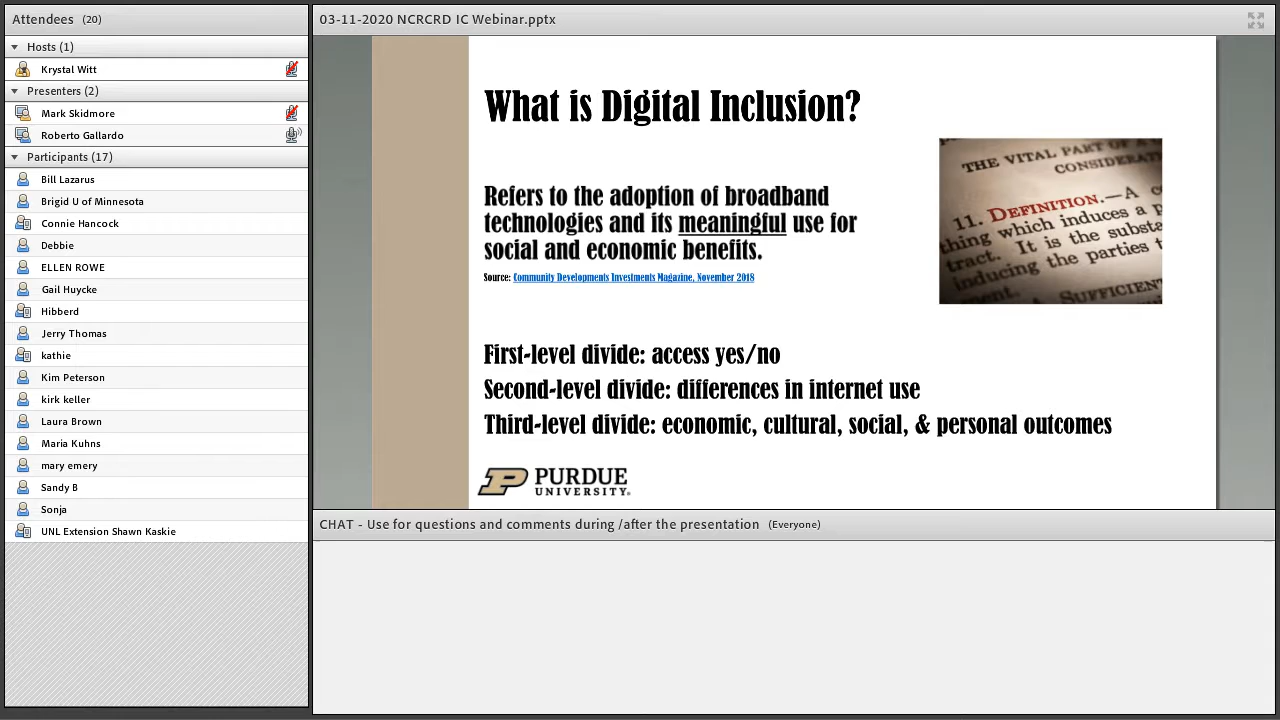 Attendees (20)
Hosts (1)
Krystal Witt
Presenters (2)
Mark Skidmore
Roberto Gallardo
Participants (17)
Bill Lazarus
Brigid U of Minnesota
Connie Hancock
Debbie
ELLEN ROWE
Gail Huycke
Hibberd
Jerry Thomas
kathie
Kim Peterson
kirk keller
Laura Brown
Maria Kuhns
mary emery
Sandy B
Sonja
UNL Extension Shawn Kaskie
03-11-2020 NCRCRD IC Webinar.pptx
What is Digital Inclusion?
Refers to the adoption of broadband
technologies and its meaningful use for
social and economic benefits.
Source: Community Developments Investments Magazine, November 2018
THE VITAL PART OF A
CONSIDERAT
11. DEFINITION.—A
thing which induces a p
tract. It is the substa
inducing the parties t
ment.
A SUFFICIEN
First-level divide: access yes/no
Second-level divide: differences in internet use
Third-level divide: economic, cultural, social, & personal outcomes
PURDUE
UNIVERSITY®
CHAT - Use for questions and comments during /after the presentation (Everyone)